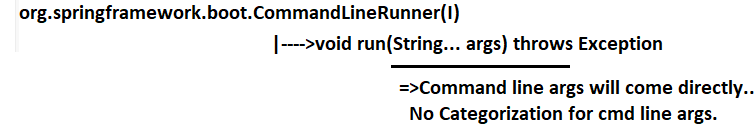 org.springframework.boot.CommandLineRunner(I)
|---->void run(String... args) throws Exception
=>Command line args will come directly..
No Categorization for cmd line args.